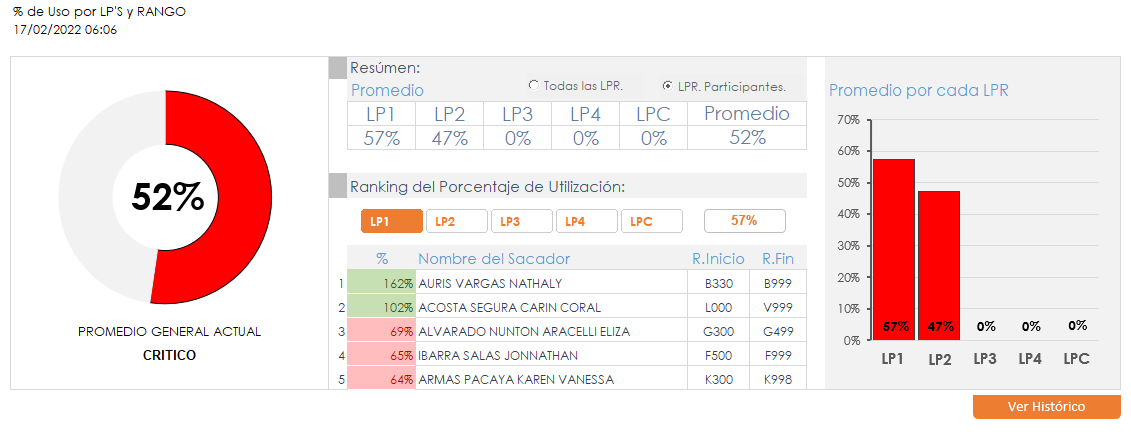 % de Uso por LP'S y RANGO
17/02/2022 06:06
52%
PROMEDIO GENERAL ACTUAL
CRITICO
Resúmen:
Promedio
Todas las LPR.
LPR. Participantes.
LP1 LP2 LP3 LP4 LPC Promedio
57% 47% 0% 0% 0% 52%
Ranking del Porcentaje de Utilización:
LP1 LP2 LP3 LP4 LPC 57%
% Nombre del Sacador R.Inicio R.Fin
1 162% AURIS VARGAS NATHALY B330 B999
2 102% ACOSTA SEGURA CARIN CORAL L000 V999
3 69% ALVARADO NUNTON ARACELLI ELIZA G300 G499
4 65% IBARRA SALAS JONNATHAN F500 F999
5 64% ARMAS PACAYA KAREN VANESSA K300 K998
Promedio por cada LPR
70%
60%
50%
40%
30%
20%
10%
0%
57% 47% 0% 0% 0%
LP1 LP2 LP3 LP4 LPC
Ver Histórico